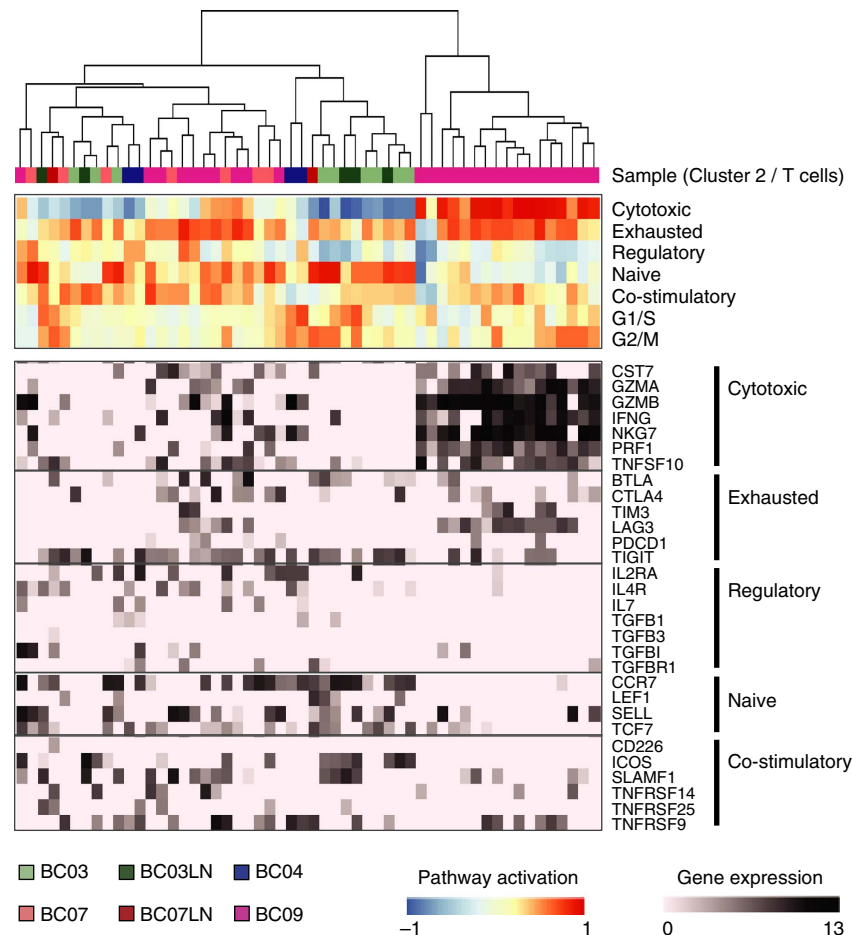 Sample (Cluster 2 / T cells)
Cytotoxic
Exhausted
Regulatory
Naive
Co-stimulatory
G1/S
G2/M
CST7
GZMA
GZMB
IFNG
NKG7
PRF1
TNFSF10
Cytotoxic
BTLA
CTLA4
TIM3
LAG3
PDCD1
TIGIT
Exhausted
IL2RA
IL4R
IL7
TGFB1
TGFB3
TGFBI
TGFBR1
Regulatory
CCR7
LEF1
SELL
TCF7
Naive
CD226
ICOS
SLAMF1
TNFRSF14
TNFRSF25
TNFRSF9
Co-stimulatory
BC03 BC03LN BC04
BC07 BC07LN BC09
Pathway activation
−1 1
Gene expression
0 13